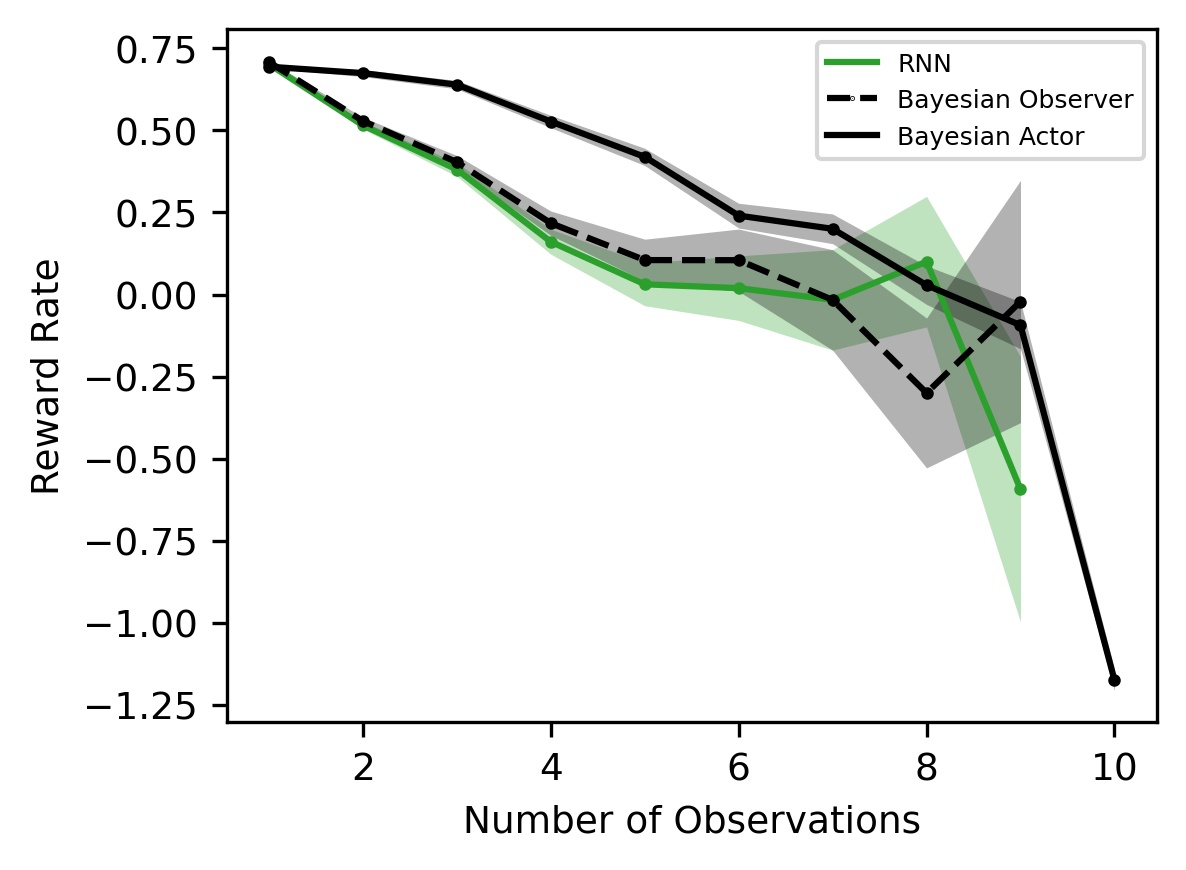 0.75
0.50
0.25
0.00
−0.25
−0.50
−0.75
−1.00
−1.25
Reward Rate
RNN
Bayesian Observer
Bayesian Actor
2 4 6 8 10
Number of Observations